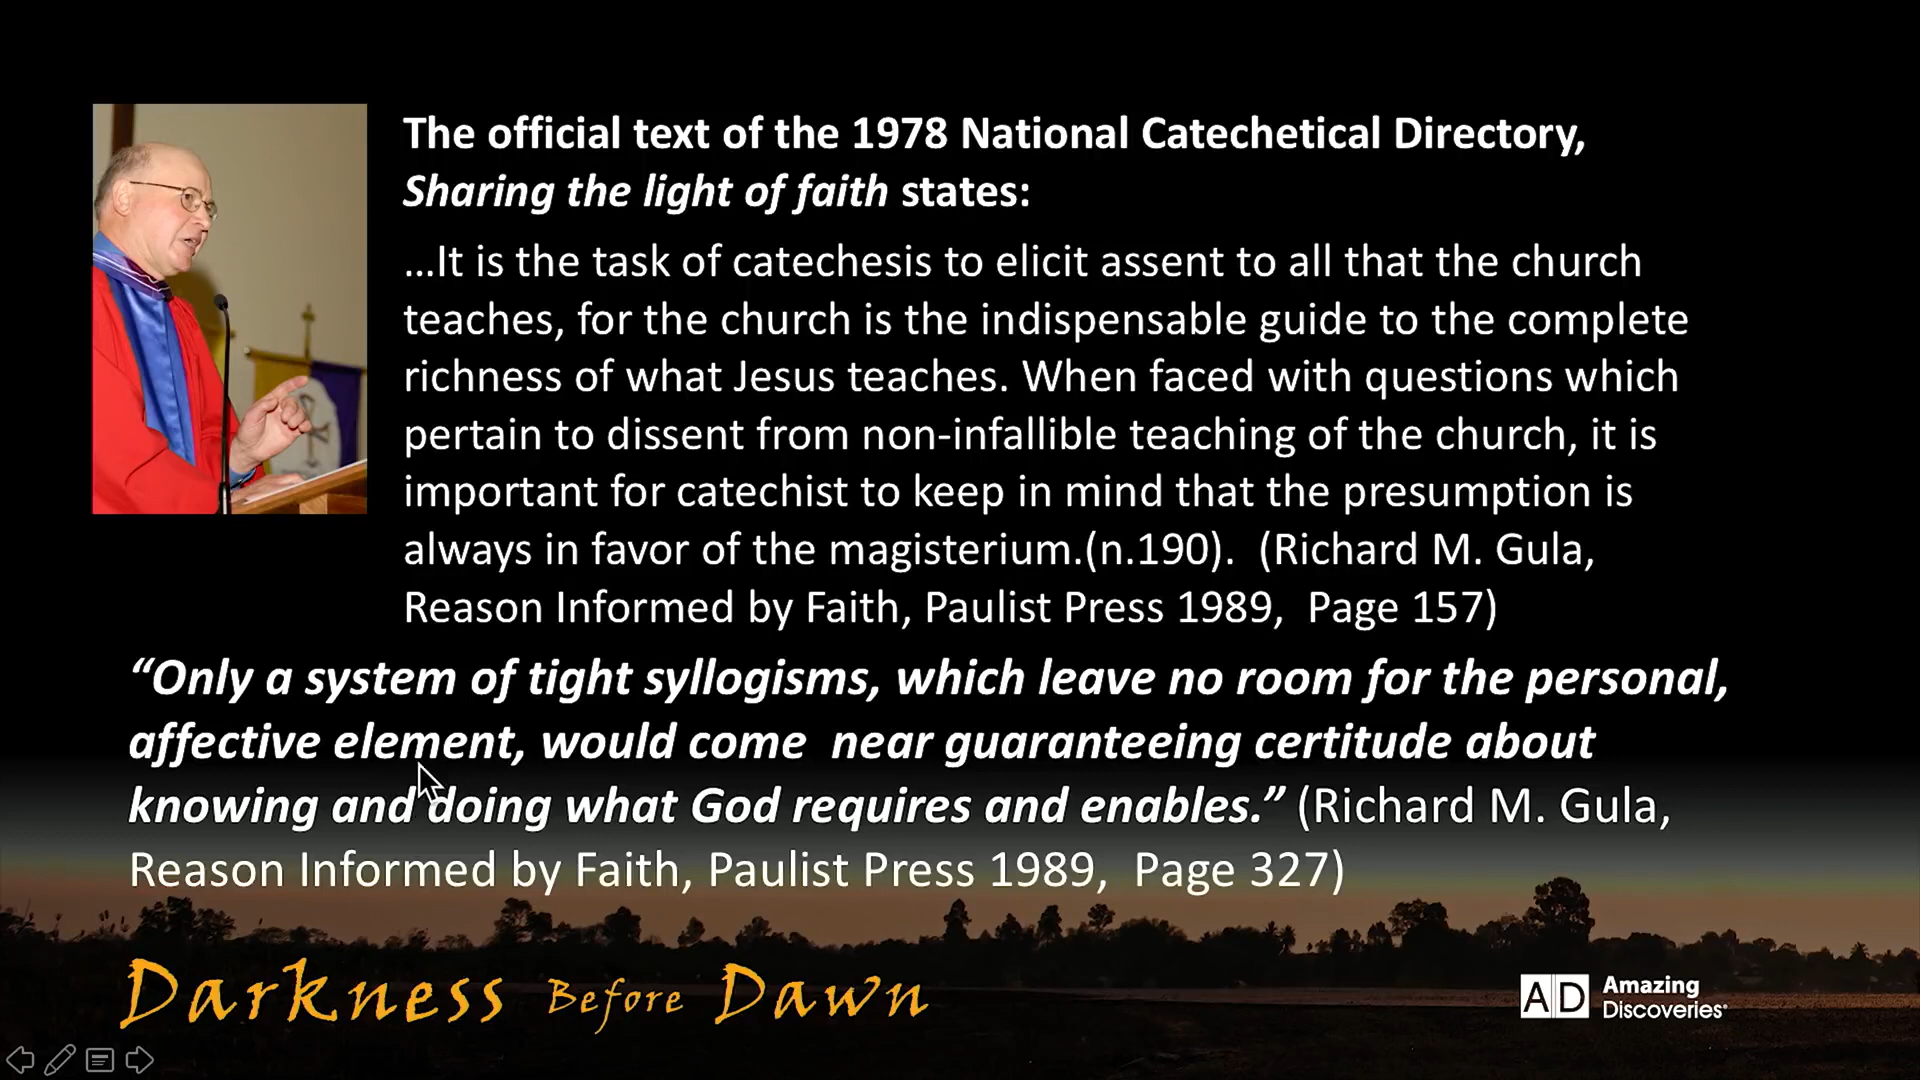 The official text of the 1978 National Catechetical Directory,
Sharing the light of faith states:
…It is the task of catechesis to elicit assent to all that the church
teaches, for the church is the indispensable guide to the complete
richness of what Jesus teaches. When faced with questions which
pertain to dissent from non-infallible teaching of the church, it is
important for catechist to keep in mind that the presumption is
always in favor of the magisterium.(n.190).  (Richard M. Gula,
Reason Informed by Faith, Paulist Press 1989,  Page 157)
“Only a system of tight syllogisms, which leave no room for the personal,
affective element, would come  near guaranteeing certitude about
knowing and doing what God requires and enables.” (Richard M. Gula,
Reason Informed by Faith, Paulist Press 1989,  Page 327)
Darkness Before Dawn
AD Amazing
Discoveries